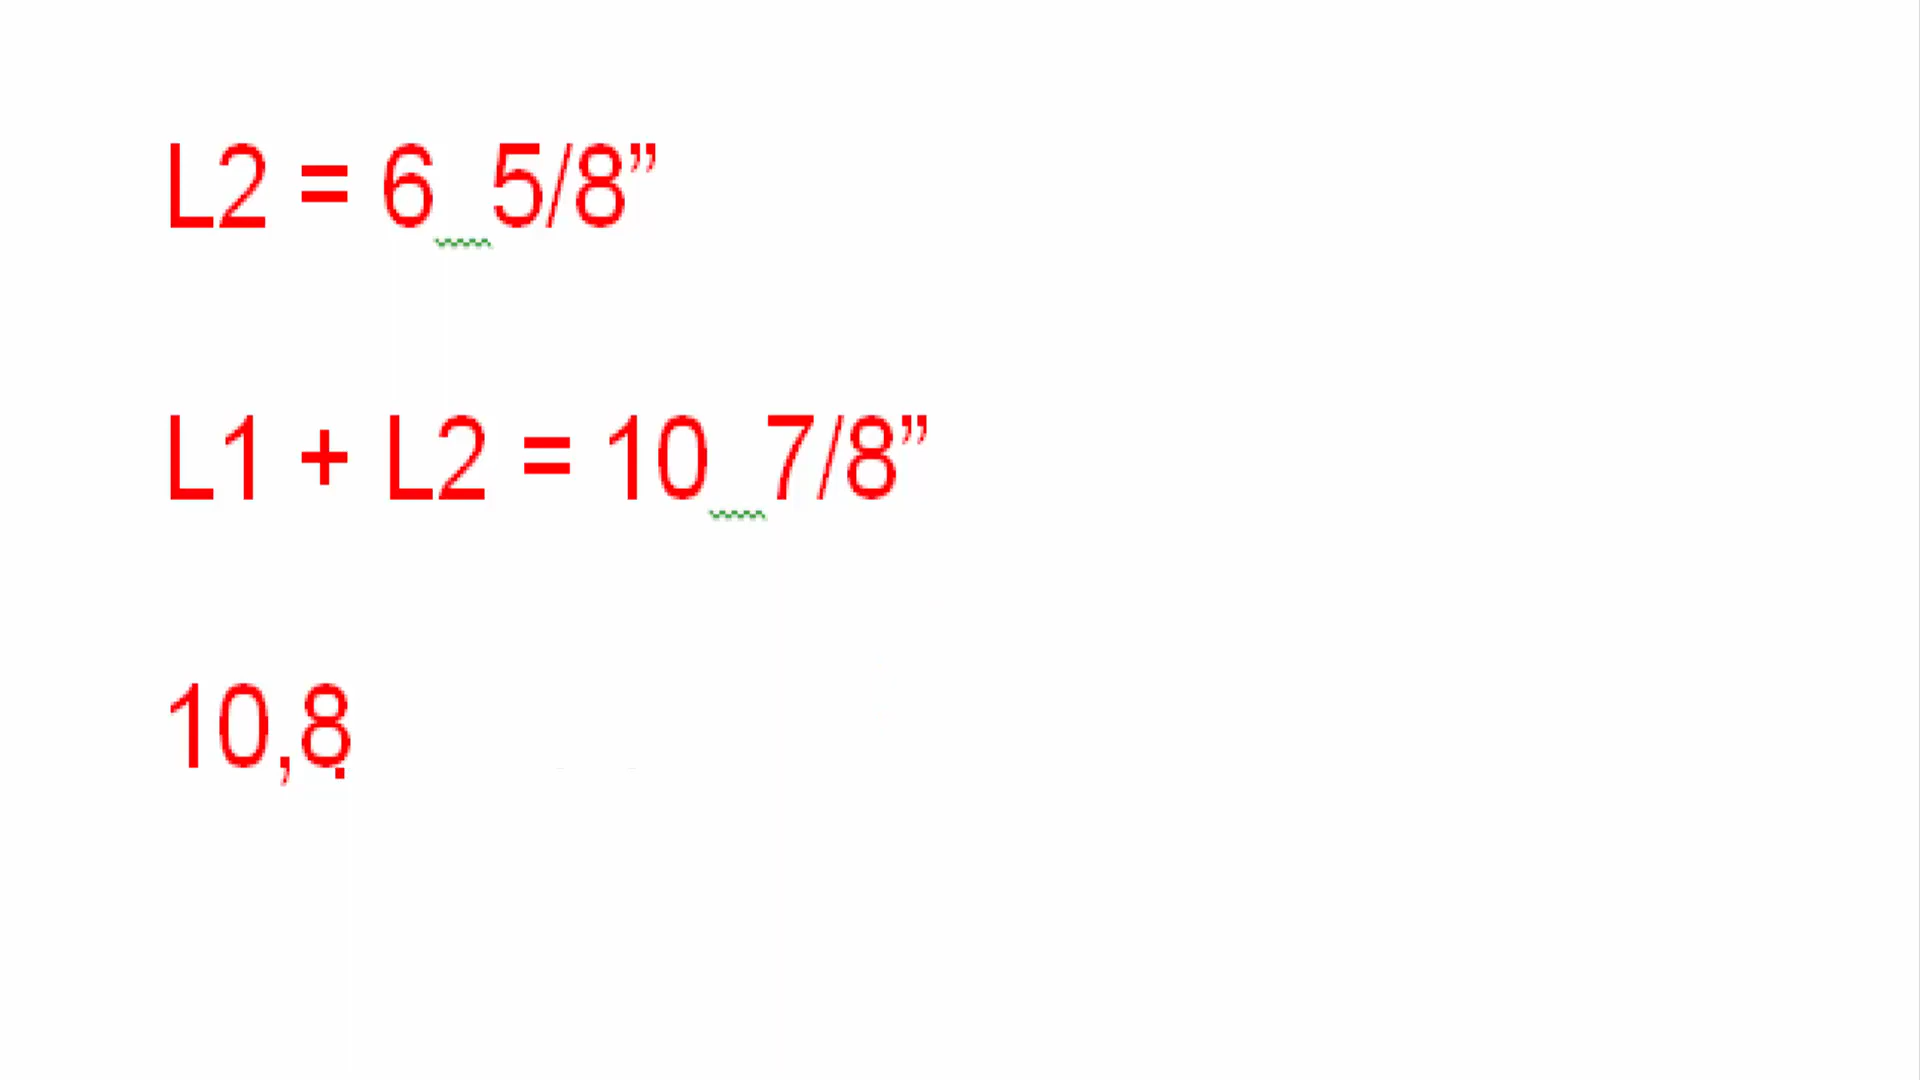 L2 = 6  5/8”
L1 + L2 = 10  7/8”
10,8